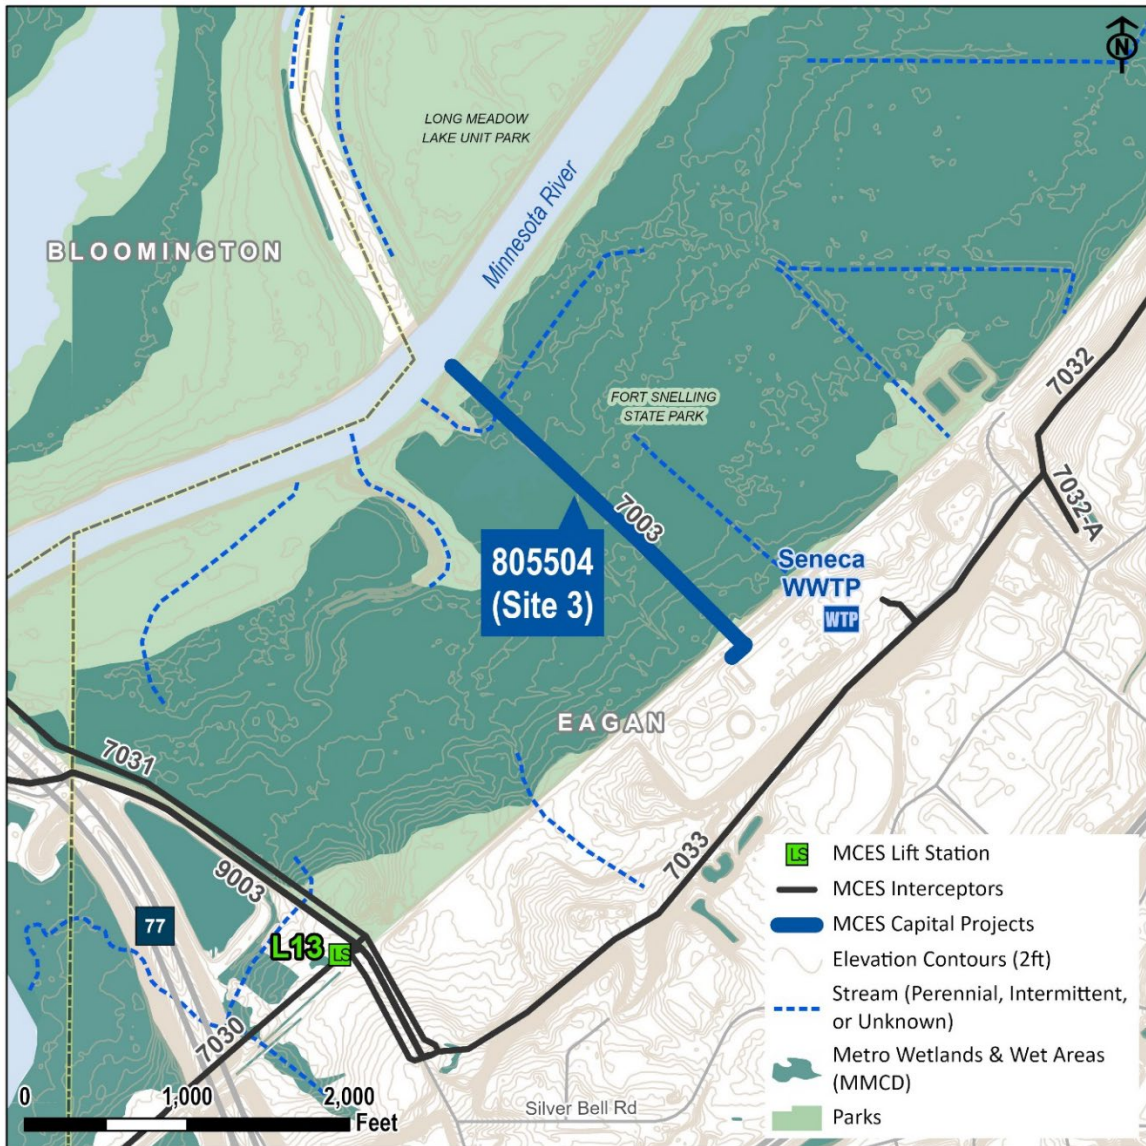 N
LONG MEADOW
LAKE UNIT PARK
BLOOMINGTON
Minnesota River
FORT SNELLING
STATE PARK
7032
7032-A
7003
805504
(Site 3)
Seneca
WWTP
WTP
EAGAN
7031
9003
7033
77
L13
LS
7030
Silver Bell Rd
0
1,000
2,000
Feet
LS
MCES Lift Station
MCES Interceptors
MCES Capital Projects
Elevation Contours (2ft)
Stream (Perennial, Intermittent,
or Unknown)
Metro Wetlands & Wet Areas
(MMCD)
Parks